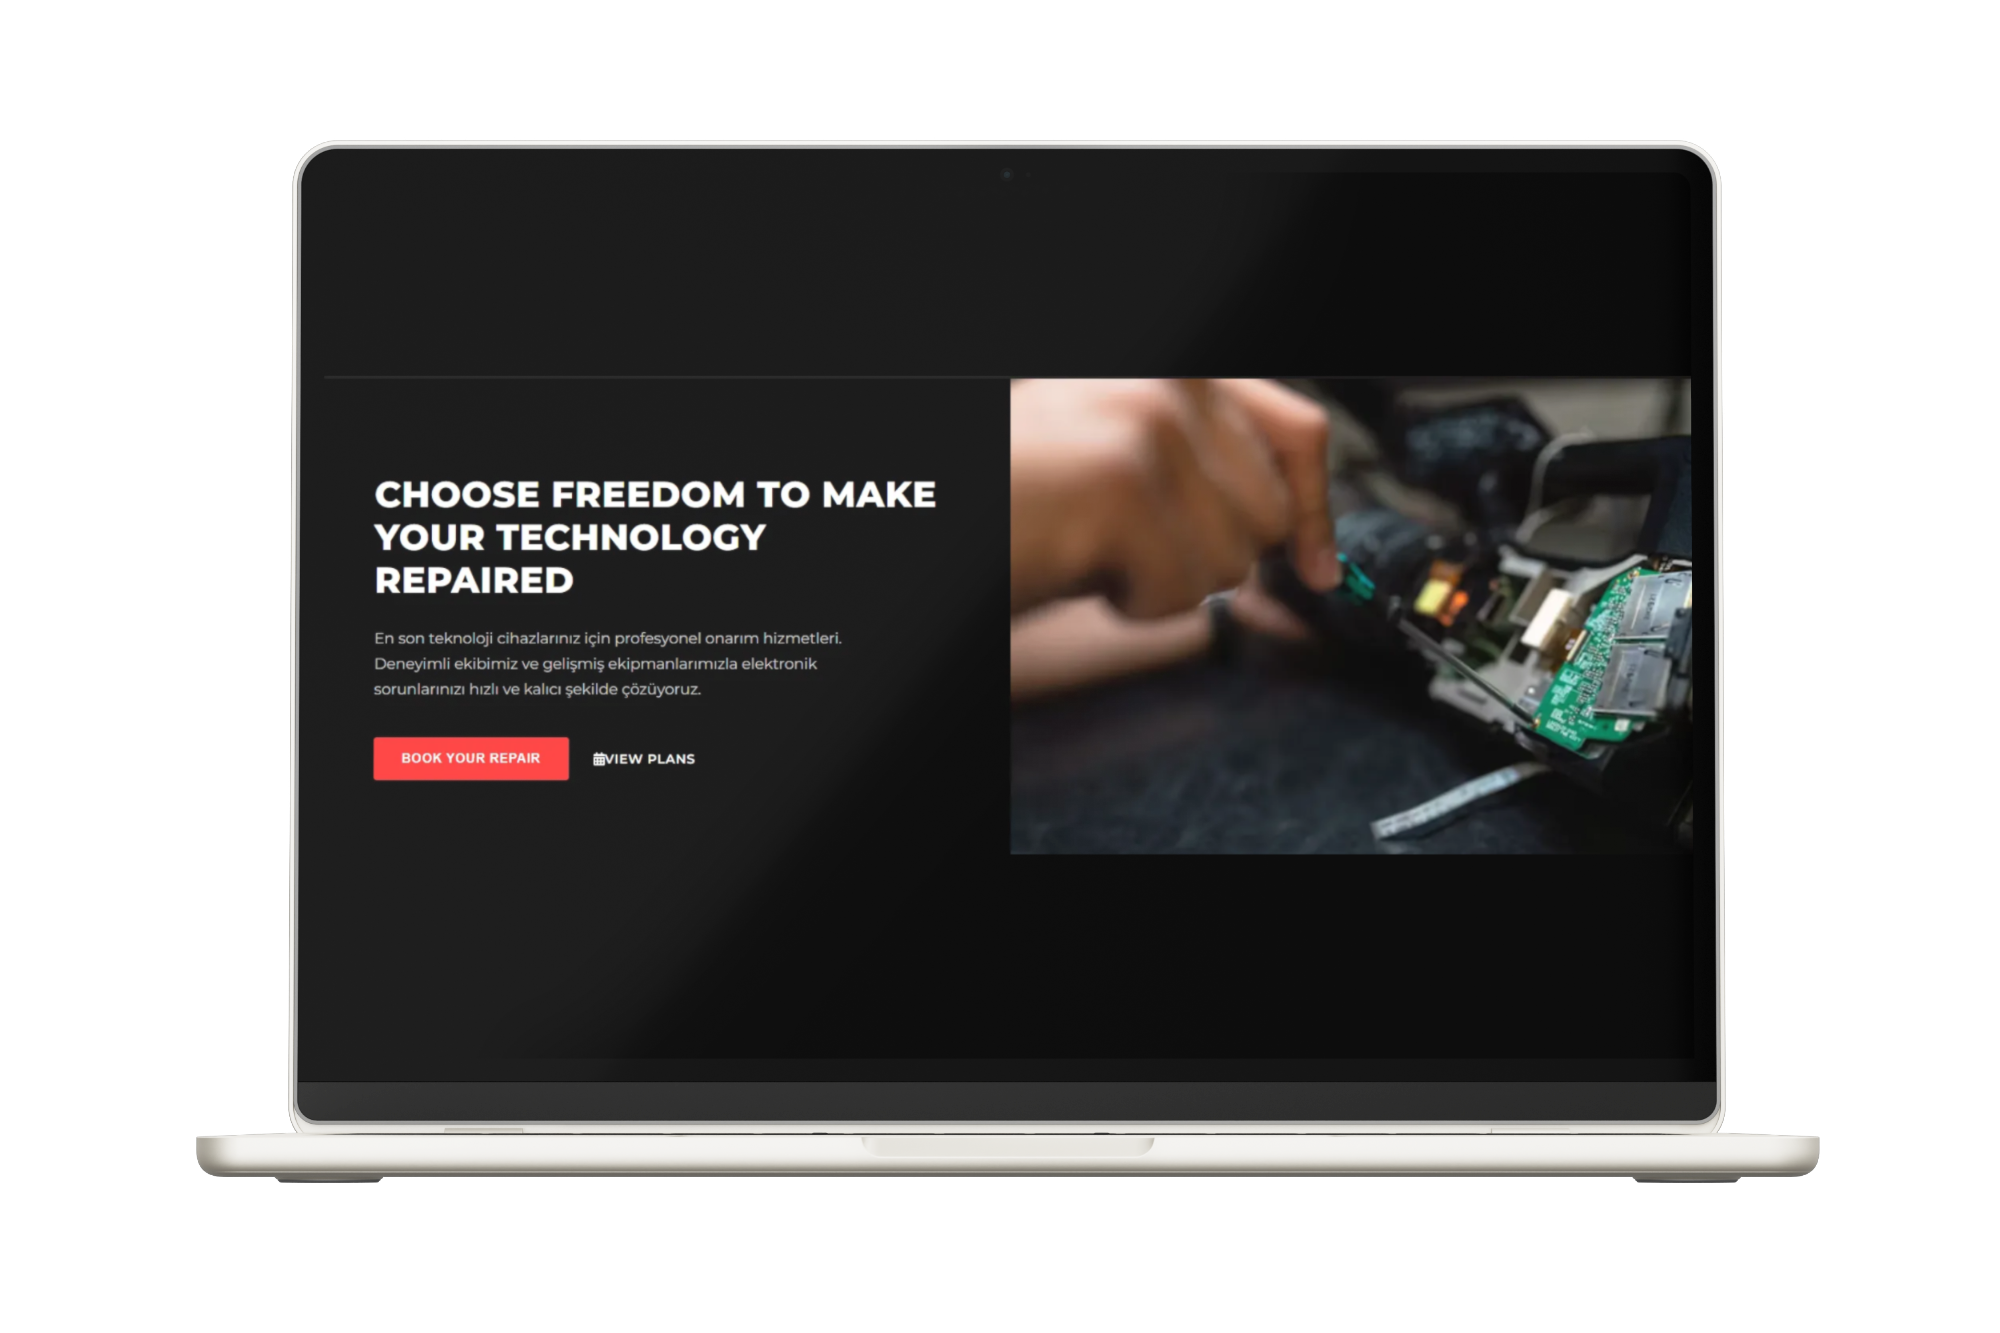 CHOOSE FREEDOM TO MAKE
YOUR TECHNOLOGY
REPAIRED
En son teknoloji cihazlarınız için profesyonel onarım hizmetleri.
Deneyimli ekibimiz ve gelişmiş ekipmanlarımızla elektronik
sorunlarınızı hızlı ve kalıcı şekilde çözüyoruz.
BOOK YOUR REPAIR
VIEW PLANS